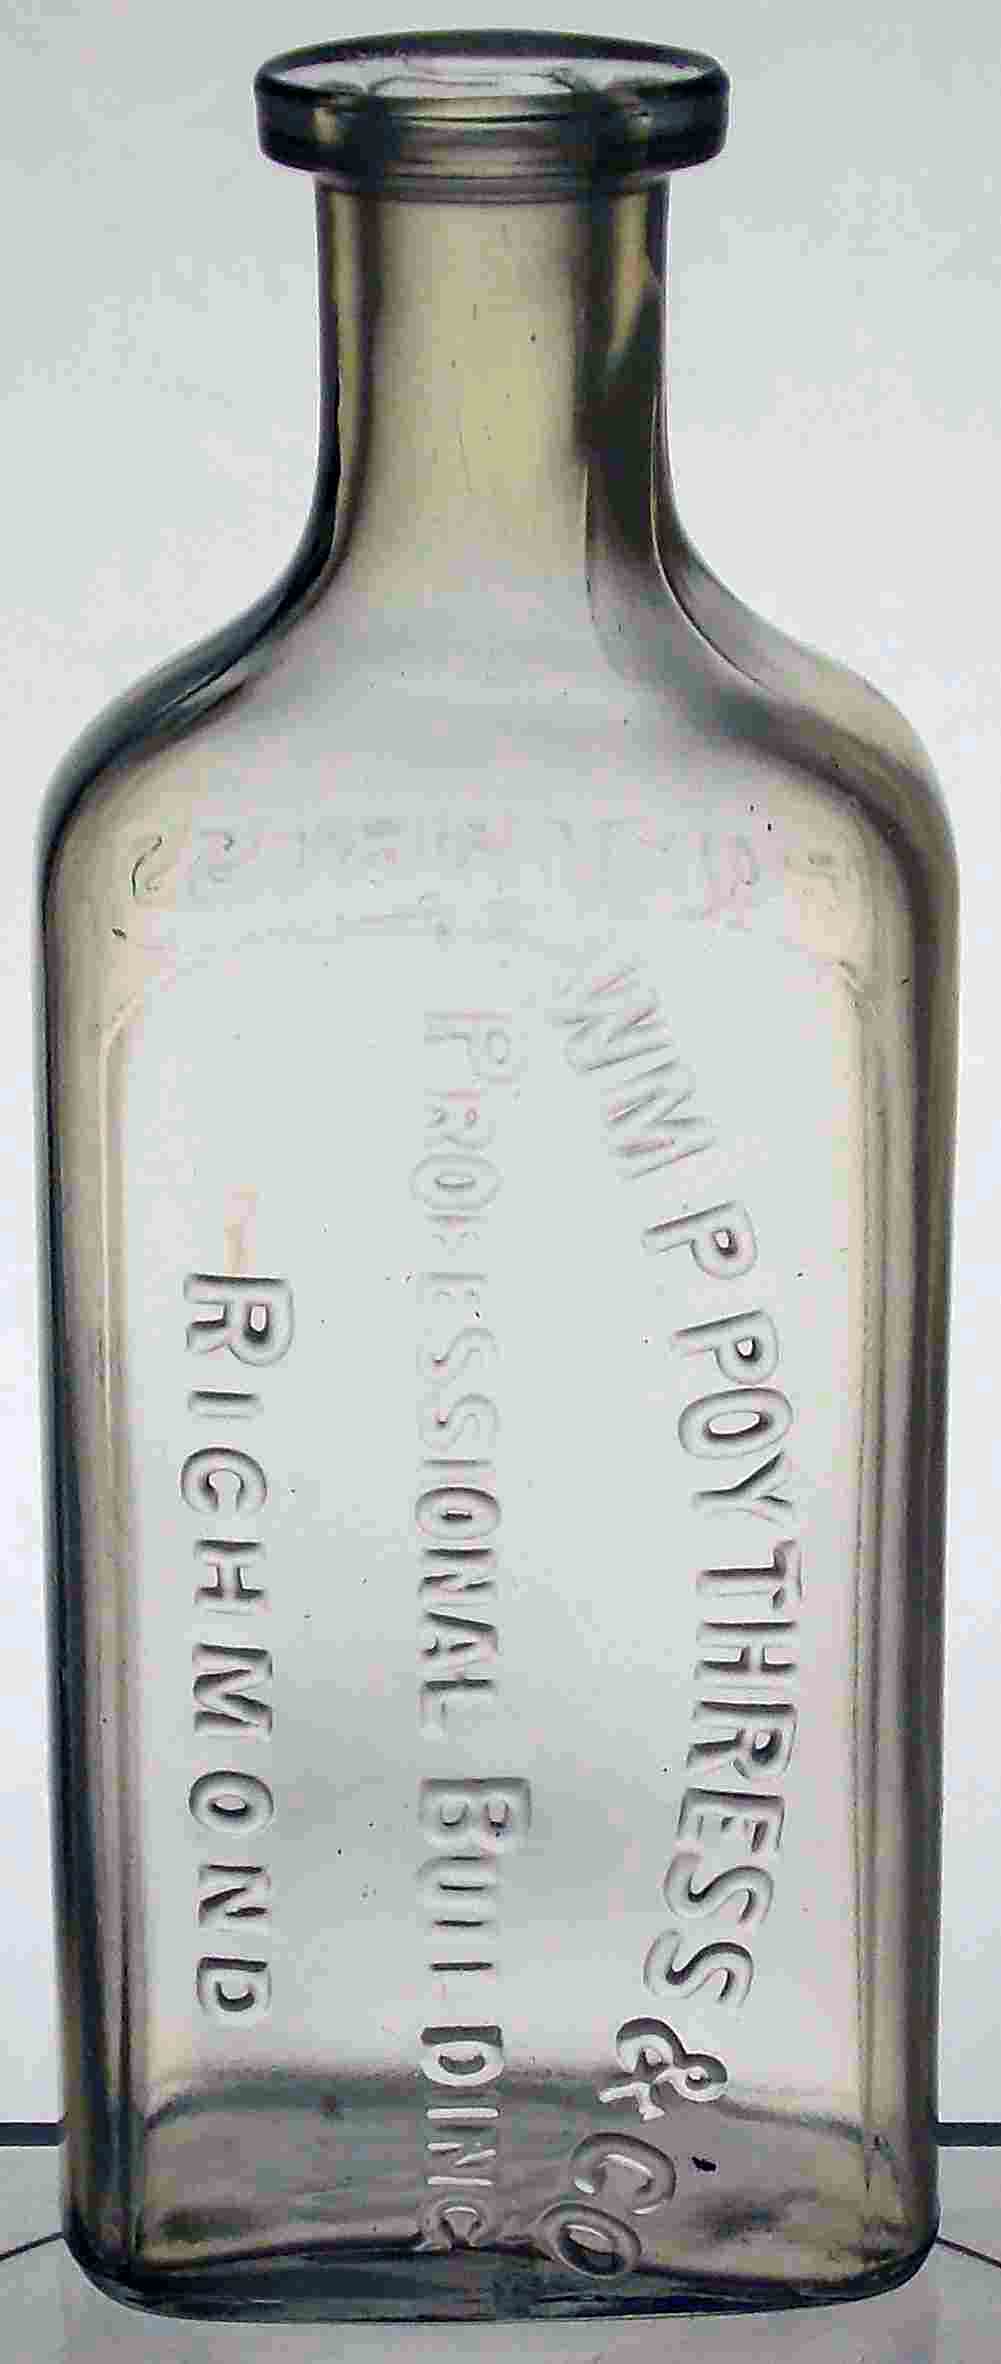 WM P POYTHRESS & CO
PROFESSIONAL BUILDING
RICHMOND